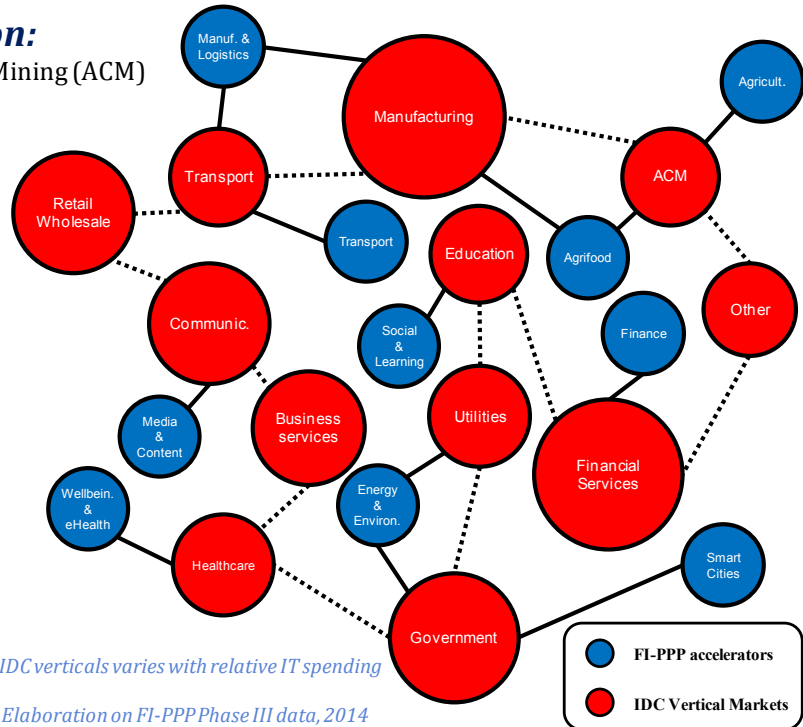 on:
Mining (ACM)
Manuf. &
Logistics
Manufacturing
Agricult.
Transport
ACM
Retail
Wholesale
Transport
Education
Agrifood
Other
Communic.
Social
&
Learning
Finance
Media
&
Content
Business
services
Utilities
Financial
Services
Wellbein.
&
eHealth
Energy
&
Environ.
Healthcare
Smart
Cities
Government
FI-PPP accelerators
IDC Vertical Markets
IDC verticals varies with relative IT spending
Elaboration on FI-PPP Phase III data, 2014